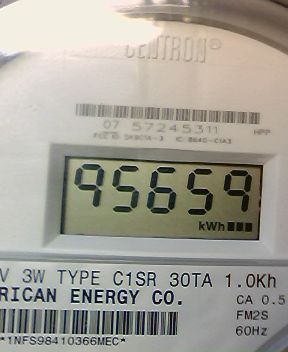 CENTRON®
07 57245311 HPP
95659
kWh
V 3W TYPE C1SR 30TA 1.0Kh
RICAN ENERGY CO. CA 0.5
FM2S
60Hz
*1NFS98410366MEC*